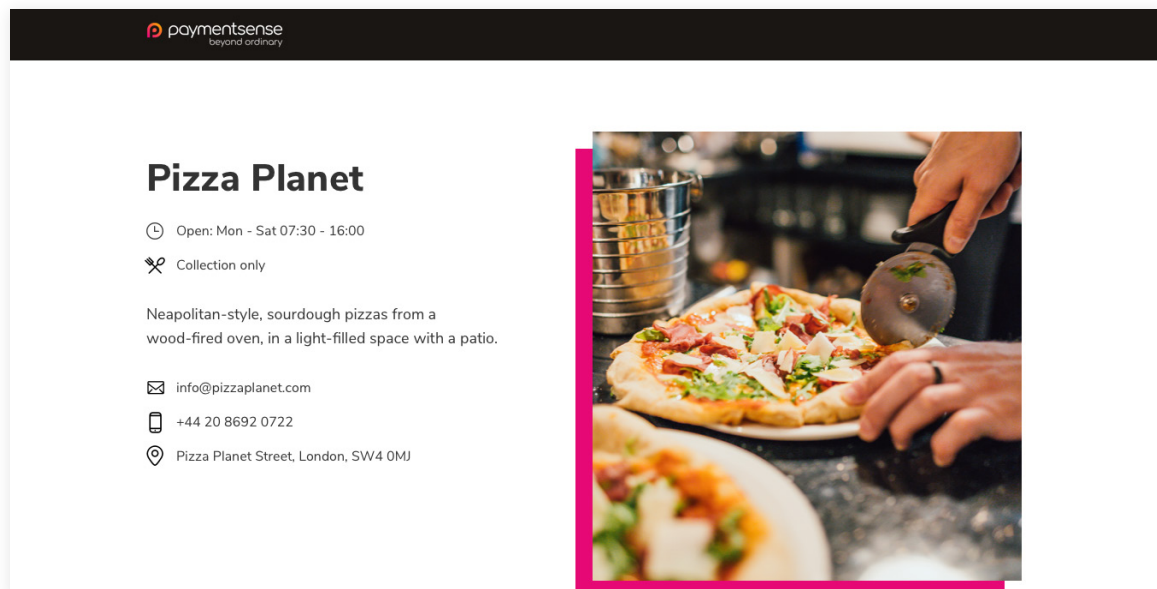 paymentsense
beyond ordinary
Pizza Planet
Open: Mon - Sat 07:30 - 16:00
Collection only
Neapolitan-style, sourdough pizzas from a
wood-fired oven, in a light-filled space with a patio.
info@pizzaplanet.com
+44 20 8692 0722
Pizza Planet Street, London, SW4 0MJ